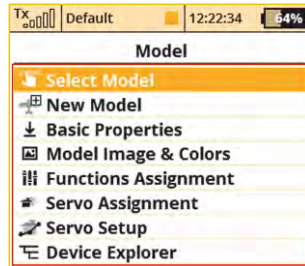 Tx Default 12:22:34 64%
Model
Select Model
New Model
Basic Properties
Model Image & Colors
Functions Assignment
Servo Assignment
Servo Setup
Device Explorer